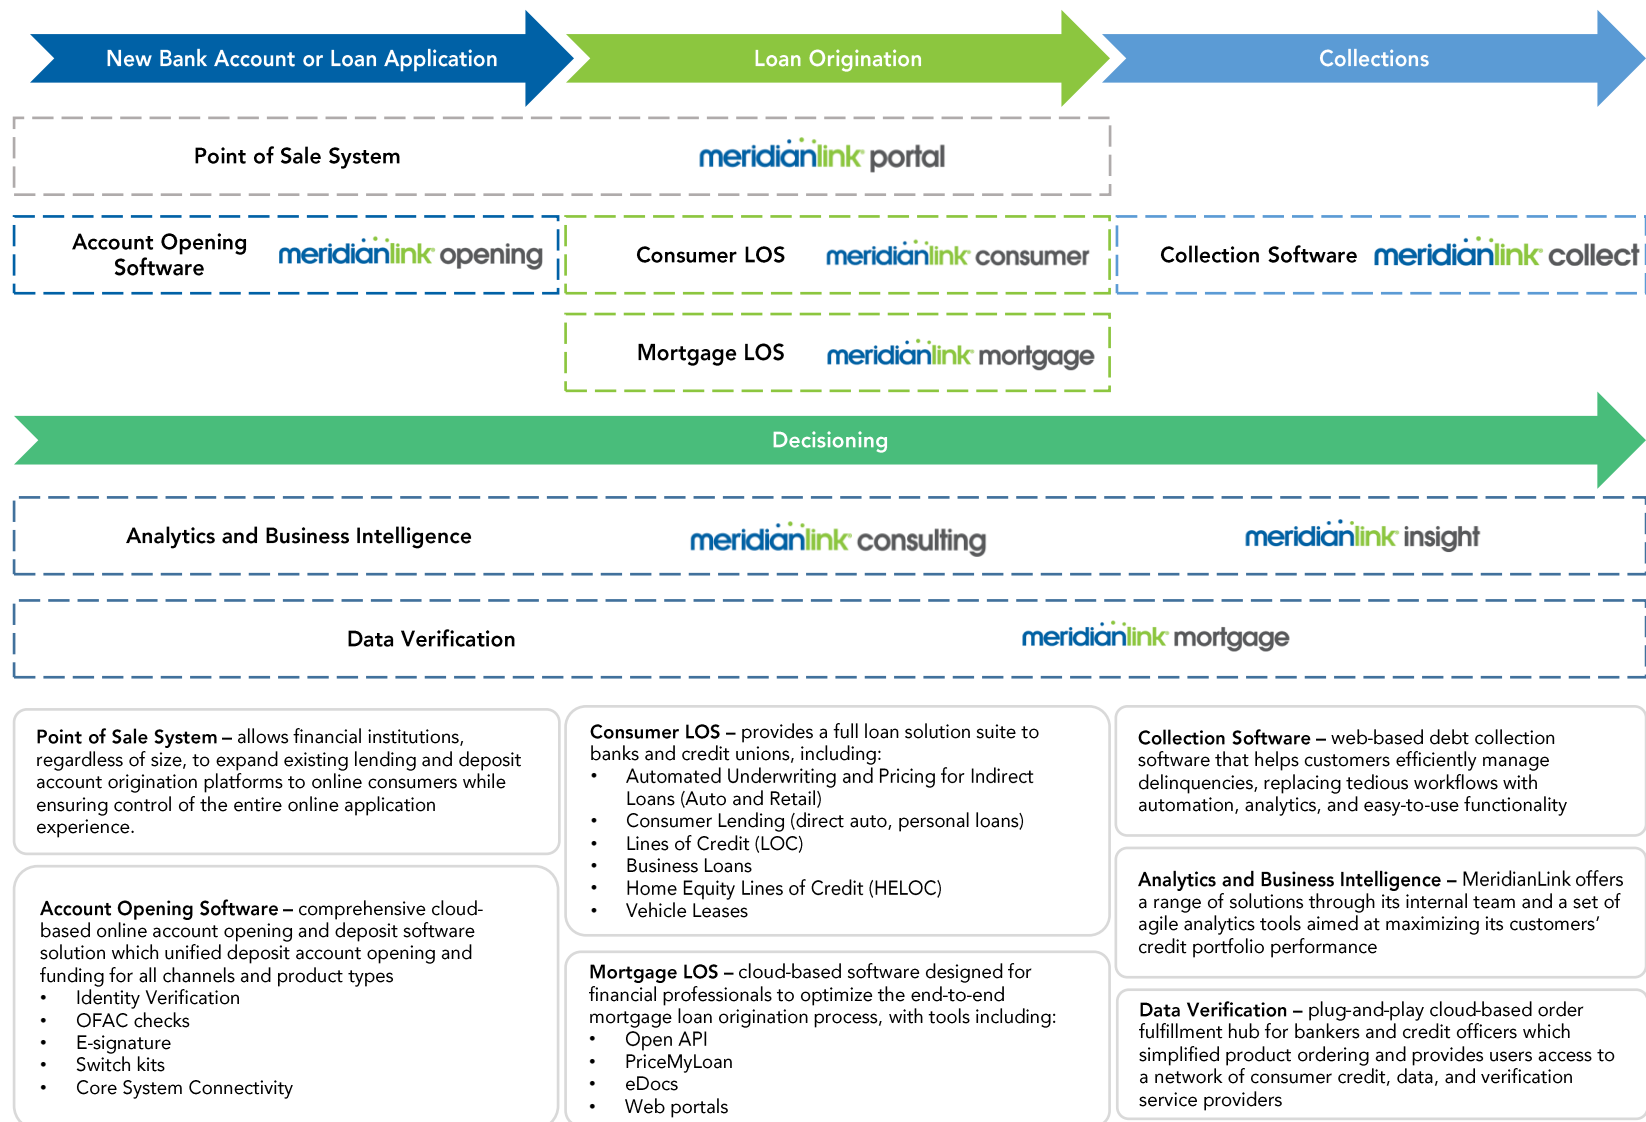 New Bank Account or Loan Application
Loan Origination
Collections
Point of Sale System
meridianlink® portal
Account Opening
Software
meridianlink® opening
Consumer LOS
meridianlink® consumer
Collection Software
meridianlink® collect
Mortgage LOS
meridianlink® mortgage
Decisioning
Analytics and Business Intelligence
meridianlink® consulting
meridianlink® insight
Data Verification
meridianlink® mortgage
Point of Sale System – allows financial institutions,
regardless of size, to expand existing lending and deposit
account origination platforms to online consumers while
ensuring control of the entire online application
experience.
Account Opening Software – comprehensive cloud-
based online account opening and deposit software
solution which unified deposit account opening and
funding for all channels and product types
• Identity Verification
• OFAC checks
• E-signature
• Switch kits
• Core System Connectivity
Consumer LOS – provides a full loan solution suite to
banks and credit unions, including:
• Automated Underwriting and Pricing for Indirect
Loans (Auto and Retail)
• Consumer Lending (direct auto, personal loans)
• Lines of Credit (LOC)
• Business Loans
• Home Equity Lines of Credit (HELOC)
• Vehicle Leases
Mortgage LOS – cloud-based software designed for
financial professionals to optimize the end-to-end
mortgage loan origination process, with tools including:
• Open API
• PriceMyLoan
• eDocs
• Web portals
Collection Software – web-based debt collection
software that helps customers efficiently manage
delinquencies, replacing tedious workflows with
automation, analytics, and easy-to-use functionality
Analytics and Business Intelligence – MeridianLink offers
a range of solutions through its internal team and a set of
agile analytics tools aimed at maximizing its customers’
credit portfolio performance
Data Verification – plug-and-play cloud-based order
fulfillment hub for bankers and credit officers which
simplified product ordering and provides users access to
a network of consumer credit, data, and verification
service providers